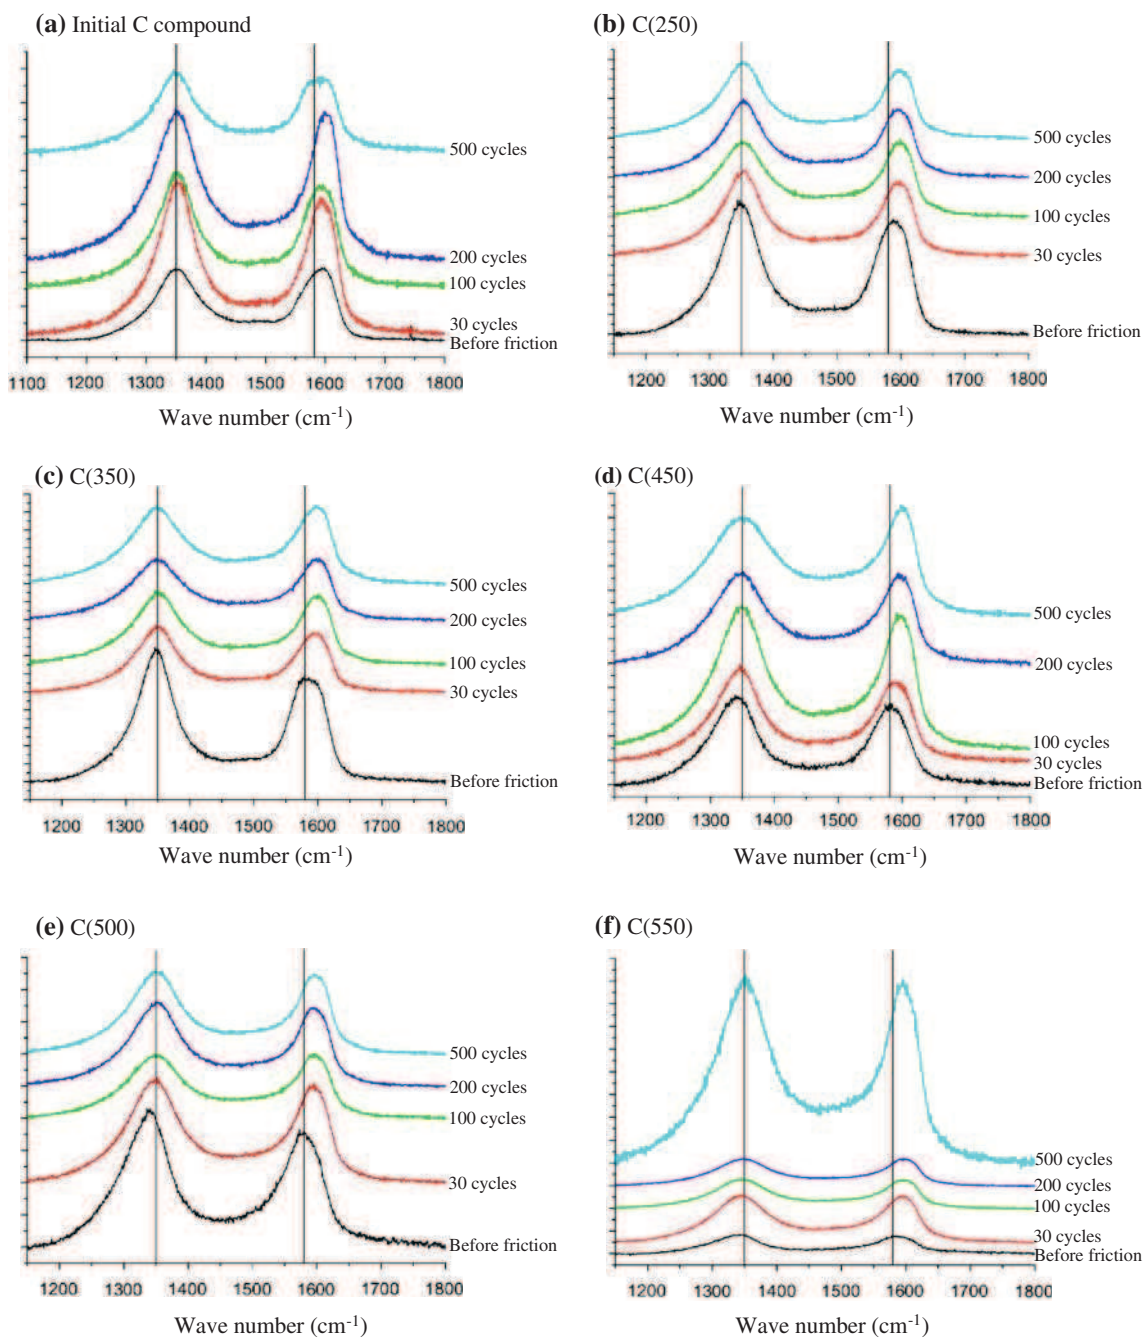 (a) Initial C compound
500 cycles
200 cycles
100 cycles
30 cycles
Before friction
1100 1200 1300 1400 1500 1600 1700 1800
Wave number (cm-1)
(b) C(250)
500 cycles
200 cycles
100 cycles
30 cycles
Before friction
1200 1300 1400 1500 1600 1700 1800
Wave number (cm-1)
(c) C(350)
500 cycles
200 cycles
100 cycles
30 cycles
Before friction
1200 1300 1400 1500 1600 1700 1800
Wave number (cm-1)
(d) C(450)
500 cycles
200 cycles
100 cycles
30 cycles
Before friction
1200 1300 1400 1500 1600 1700 1800
Wave number (cm-1)
(e) C(500)
500 cycles
200 cycles
100 cycles
30 cycles
Before friction
1200 1300 1400 1500 1600 1700 1800
Wave number (cm-1)
(f) C(550)
500 cycles
200 cycles
100 cycles
30 cycles
Before friction
1200 1300 1400 1500 1600 1700 1800
Wave number (cm-1)